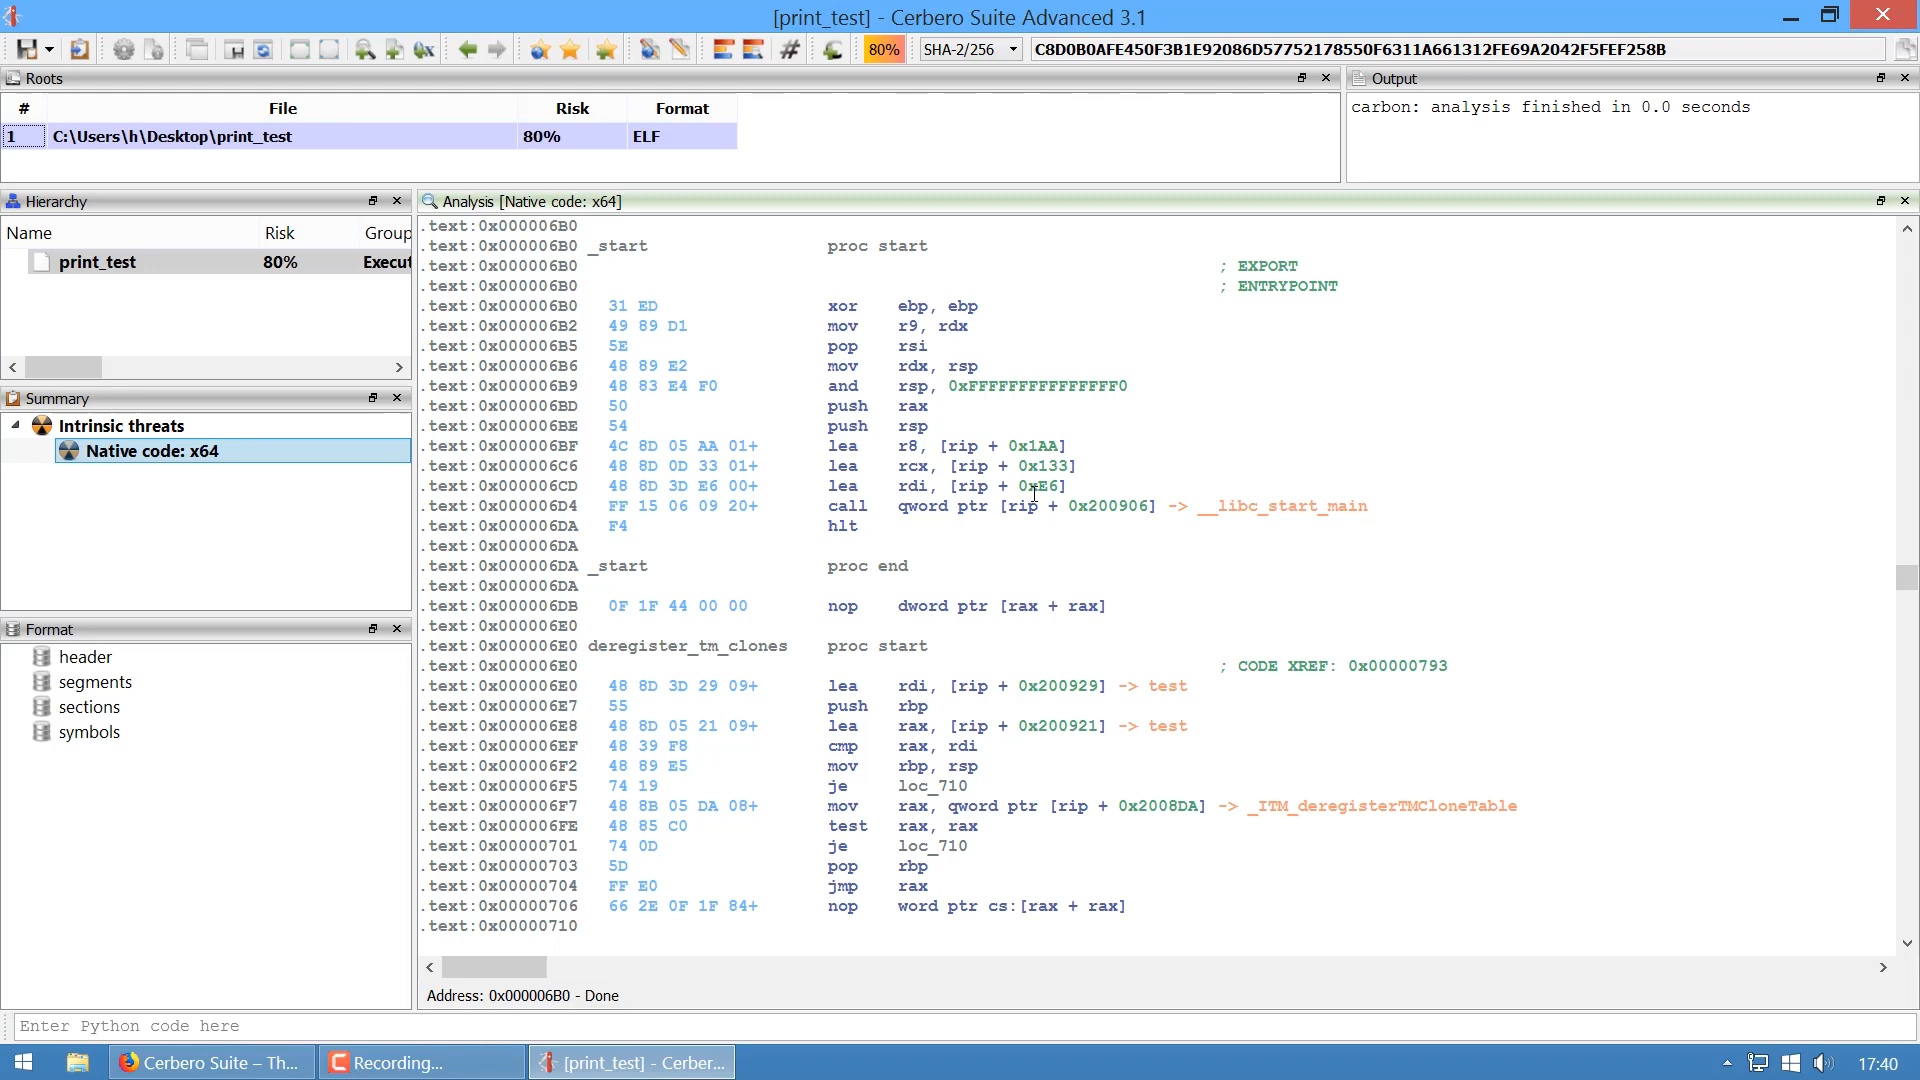 [print_test] - Cerbero Suite Advanced 3.1
80% SHA-2/256 C8D0B0AFE450F3B1E92086D57752178550F6311A661312FE69A2042F5FEF258B
Roots
# File Risk Format
1 C:\Users\h\Desktop\print_test 80% ELF
Output
carbon: analysis finished in 0.0 seconds
Hierarchy
Name Risk Group
print_test 80% Execut
Summary
Intrinsic threats
Native code: x64
Format
header
segments
sections
symbols
Analysis [Native code: x64]
.text:0x000006B0
.text:0x000006B0 _start proc start
.text:0x000006B0 ; EXPORT
.text:0x000006B0 ; ENTRYPOINT
.text:0x000006B0 31 ED xor ebp, ebp
.text:0x000006B2 49 89 D1 mov r9, rdx
.text:0x000006B5 5E pop rsi
.text:0x000006B6 48 89 E2 mov rdx, rsp
.text:0x000006B9 48 83 E4 F0 and rsp, 0xFFFFFFFFFFFFFFF0
.text:0x000006BD 50 push rax
.text:0x000006BE 54 push rsp
.text:0x000006BF 4C 8D 05 AA 01+ lea r8, [rip + 0x1AA]
.text:0x000006C6 48 8D 0D 33 01+ lea rcx, [rip + 0x133]
.text:0x000006CD 48 8D 3D E6 00+ lea rdi, [rip + 0xE6]
.text:0x000006D4 FF 15 06 09 20+ call qword ptr [rip + 0x200906] -> __libc_start_main
.text:0x000006DA F4 hlt
.text:0x000006DA
.text:0x000006DA _start proc end
.text:0x000006DA
.text:0x000006DB 0F 1F 44 00 00 nop dword ptr [rax + rax]
.text:0x000006E0
.text:0x000006E0 deregister_tm_clones proc start
.text:0x000006E0 ; CODE XREF: 0x00000793
.text:0x000006E0 48 8D 3D 29 09+ lea rdi, [rip + 0x200929] -> test
.text:0x000006E7 55 push rbp
.text:0x000006E8 48 8D 05 21 09+ lea rax, [rip + 0x200921] -> test
.text:0x000006EF 48 39 F8 cmp rax, rdi
.text:0x000006F2 48 89 E5 mov rbp, rsp
.text:0x000006F5 74 19 je loc_710
.text:0x000006F7 48 8B 05 DA 08+ mov rax, qword ptr [rip + 0x2008DA] -> _ITM_deregisterTMCloneTable
.text:0x000006FE 48 85 C0 test rax, rax
.text:0x00000701 74 0D je loc_710
.text:0x00000703 5D pop rbp
.text:0x00000704 FF E0 jmp rax
.text:0x00000706 66 2E 0F 1F 84+ nop word ptr cs:[rax + rax]
.text:0x00000710
Address: 0x000006B0 - Done
Enter Python code here
Cerbero Suite – Th... Recording... [print_test] - Cerber... 17:40